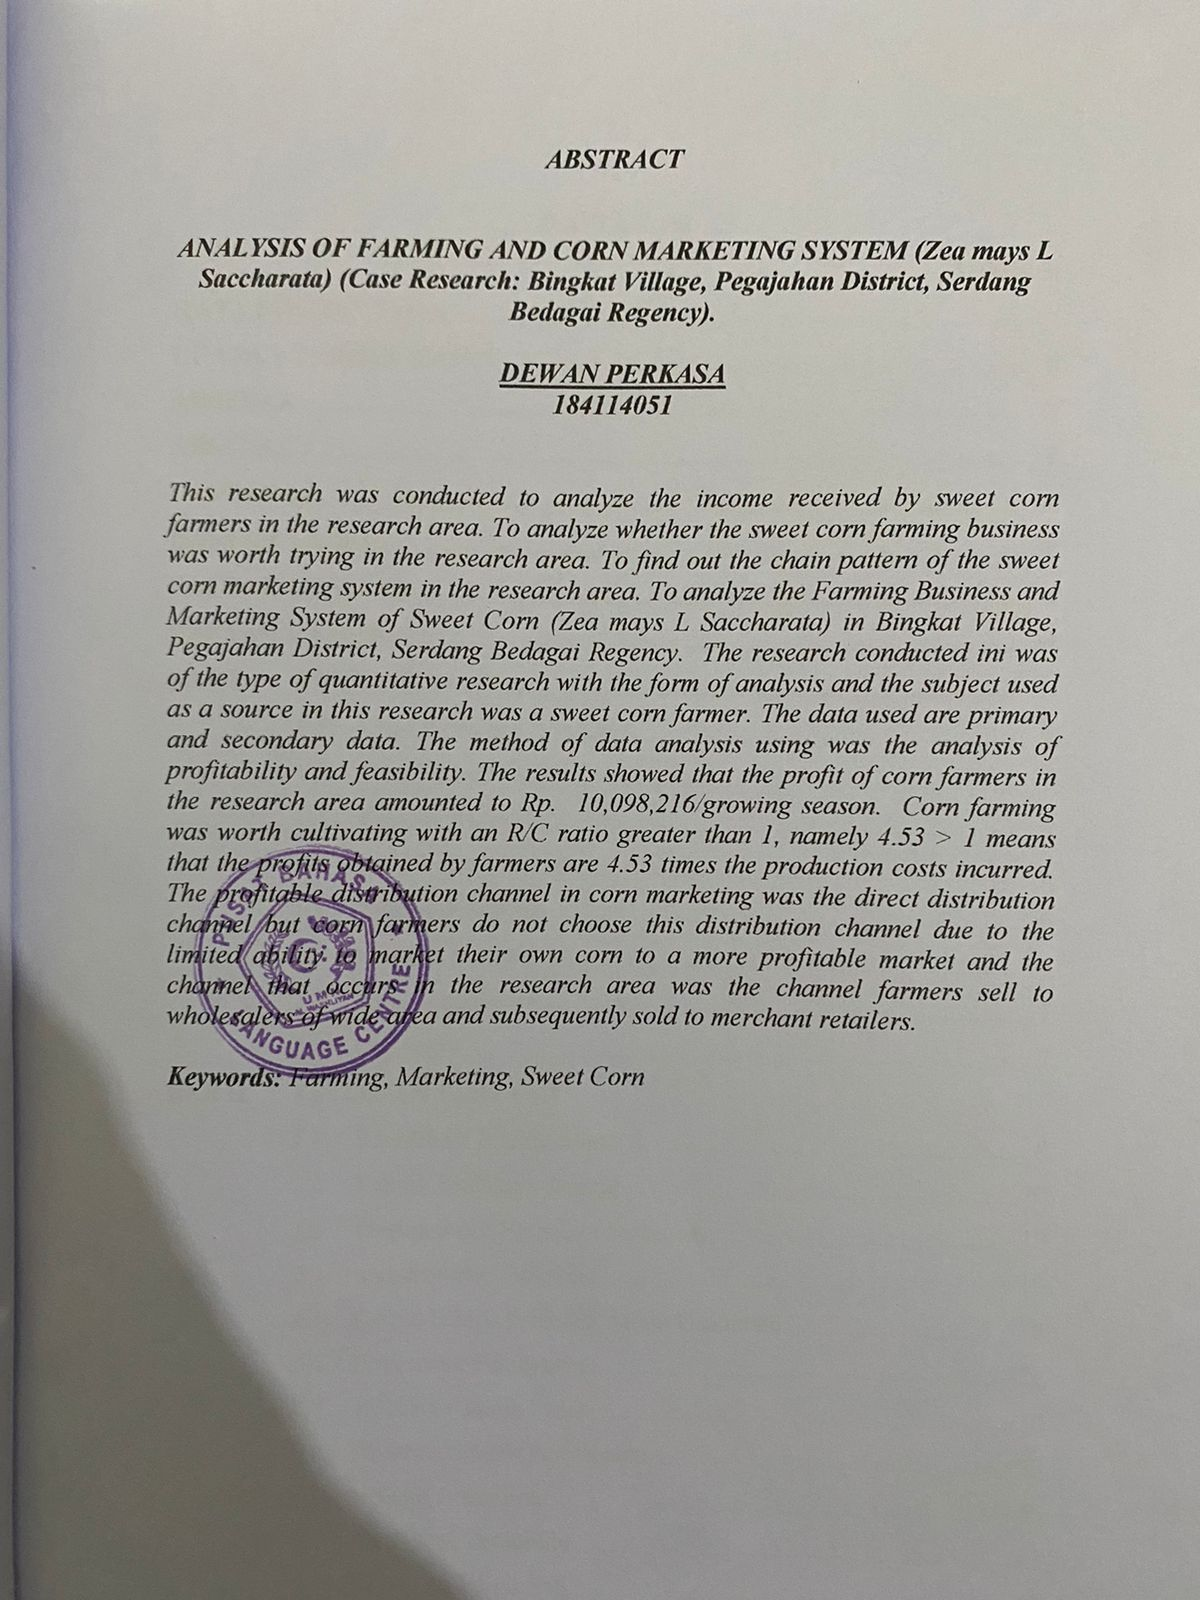 ABSTRACT
ANALYSIS OF FARMING AND CORN MARKETING SYSTEM (Zea mays L
Saccharata) (Case Research: Bingkat Village, Pegajahan District, Serdang
Bedagai Regency).
DEWAN PERKASA
184114051
This research was conducted to analyze the income received by sweet corn
farmers in the research area. To analyze whether the sweet corn farming business
was worth trying in the research area. To find out the chain pattern of the sweet
corn marketing system in the research area. To analyze the Farming Business and
Marketing System of Sweet Corn (Zea mays L Saccharata) in Bingkat Village,
Pegajahan District, Serdang Bedagai Regency. The research conducted ini was
of the type of quantitative research with the form of analysis and the subject used
as a source in this research was a sweet corn farmer. The data used are primary
and secondary data. The method of data analysis using was the analysis of
profitability and feasibility. The results showed that the profit of corn farmers in
the research area amounted to Rp. 10,098,216/growing season. Corn farming
was worth cultivating with an R/C ratio greater than 1, namely 4.53 > 1 means
that the profits obtained by farmers are 4.53 times the production costs incurred.
The profitable distribution channel in corn marketing was the direct distribution
channel but corn farmers do not choose this distribution channel due to the
limited ability to market their own corn to a more profitable market and the
channel that occurs in the research area was the channel farmers sell to
wholesalers of wide area and subsequently sold to merchant retailers.
Keywords: Farming, Marketing, Sweet Corn
PUSAT BAHASA
LANGUAGE CENTRE